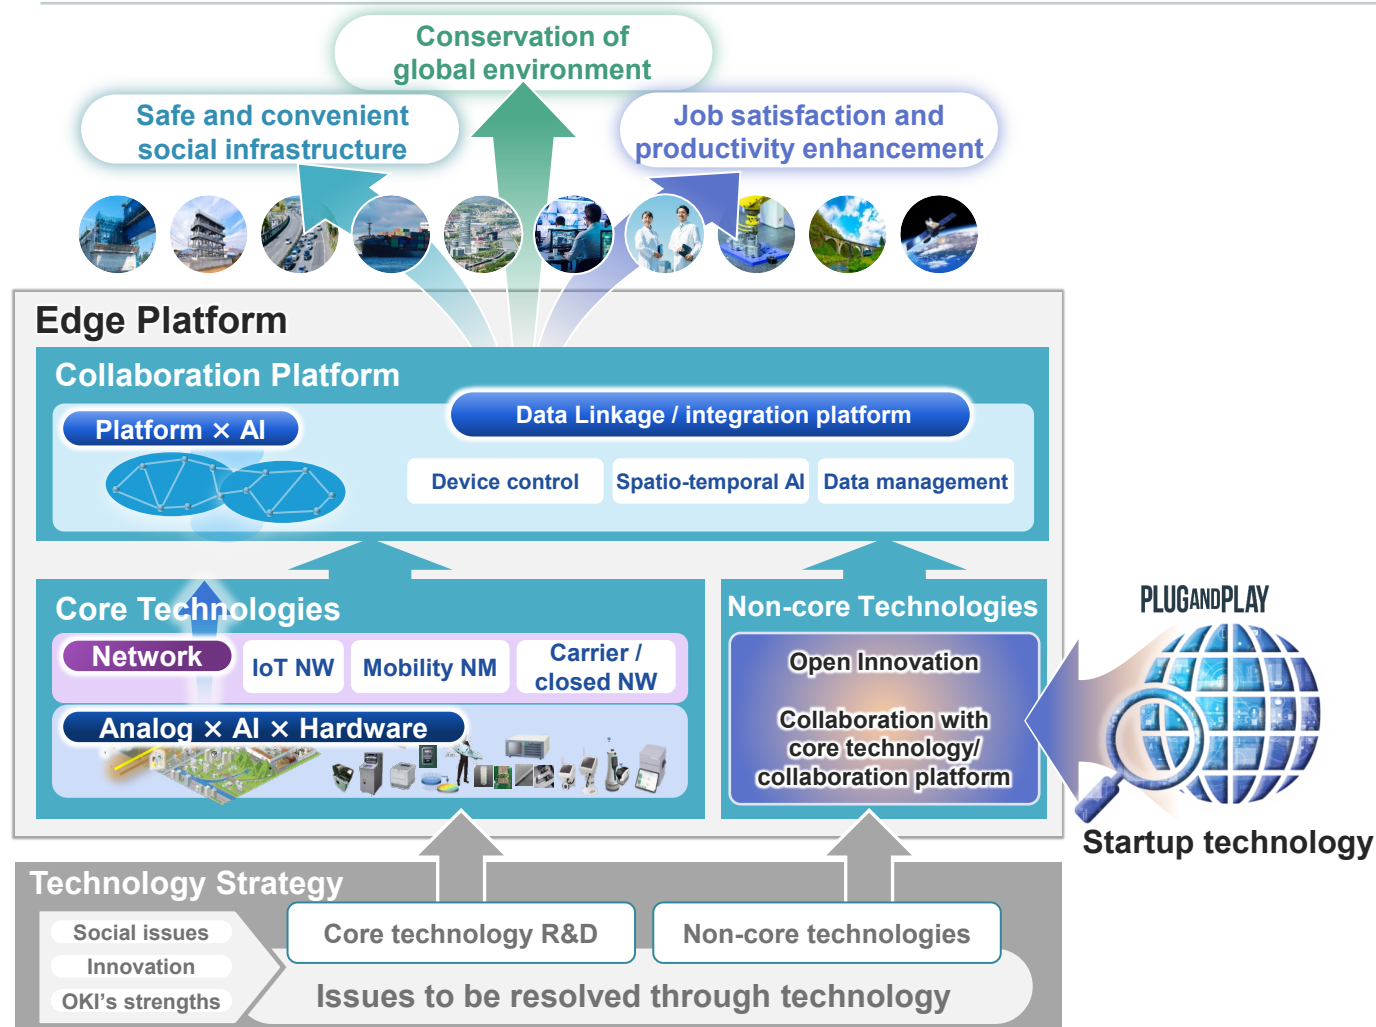 Conservation of
global environment
Safe and convenient
social infrastructure
Job satisfaction and
productivity enhancement
Edge Platform
Collaboration Platform
Platform × AI
Data Linkage / integration platform
Device control
Spatio-temporal AI
Data management
Core Technologies
Network
IoT NW
Mobility NM
Carrier /
closed NW
Analog × AI × Hardware
Non-core Technologies
Open Innovation
Collaboration with
core technology/
collaboration platform
PLUGANDPLAY
Startup technology
Technology Strategy
Social issues
Innovation
OKI's strengths
Core technology R&D
Non-core technologies
Issues to be resolved through technology